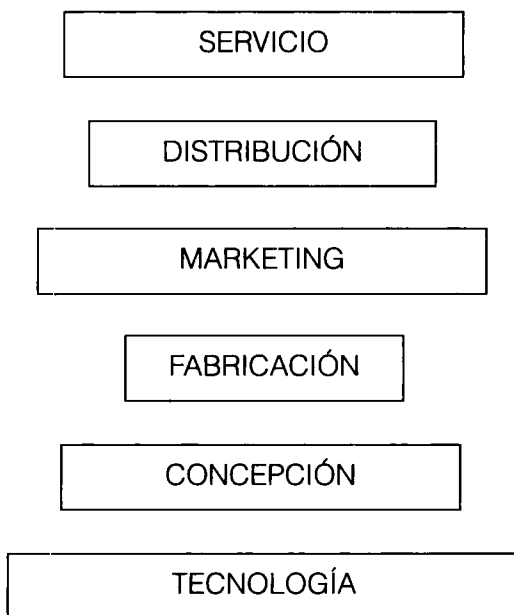 SERVICIO
DISTRIBUCIÓN
MARKETING
FABRICACIÓN
CONCEPCIÓN
TECNOLOGÍA